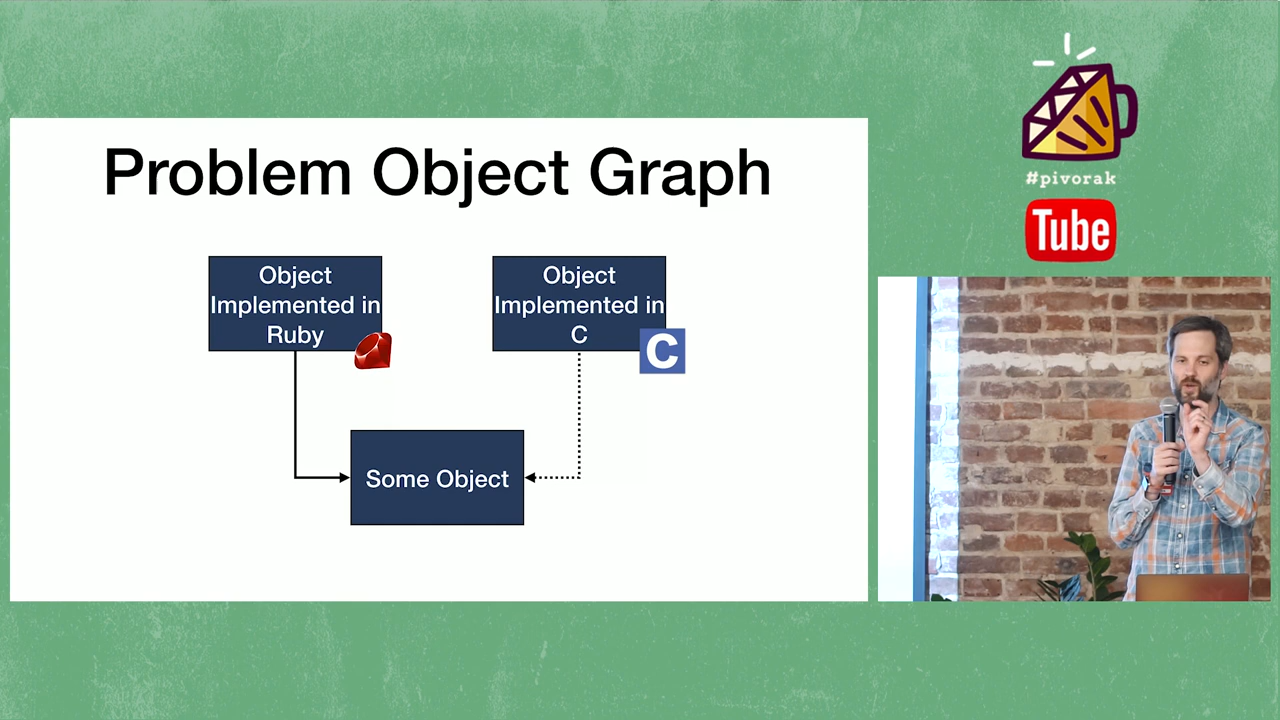 Problem Object Graph
Object
Implemented in
Ruby
Object
Implemented in
C
C
Some Object
#pivorak
Tube